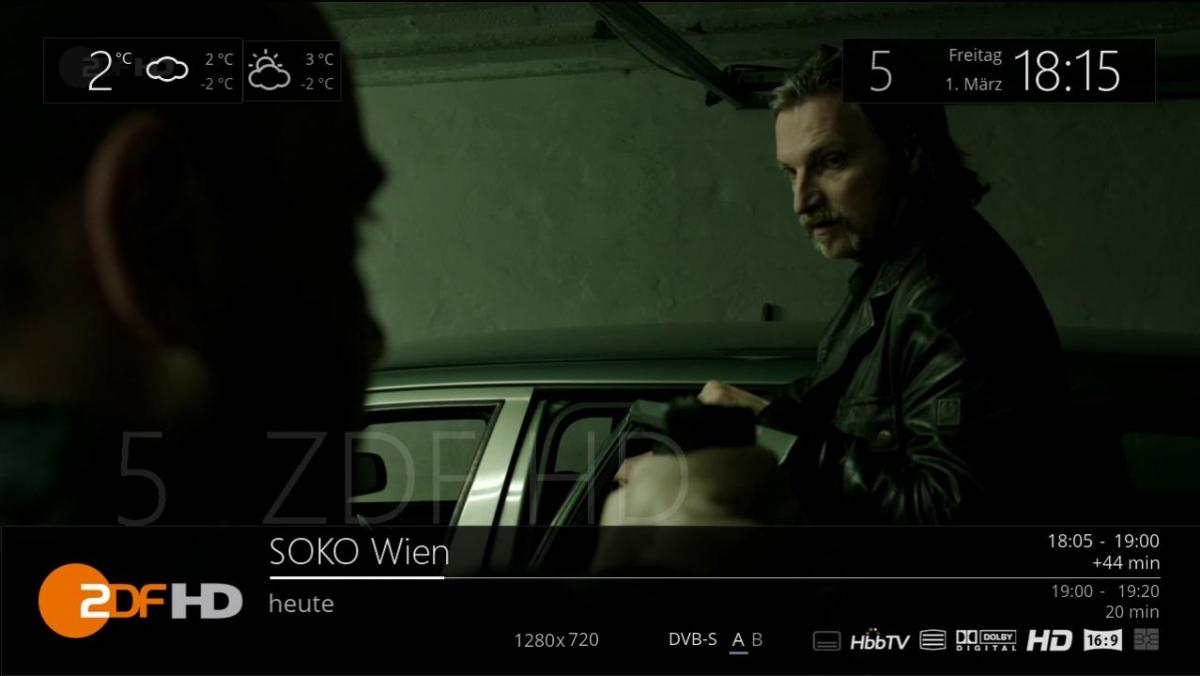 2 °C
2 °C
-2 °C
3 °C
-2 °C
5
Freitag
1. März
18:15
5 ZDF HD
SOKO Wien
18:05 - 19:00
+44 min
2DF HD
heute
19:00 - 19:20
20 min
1280x720
DVB-S A B
HbbTV
DOLBY
DIGITAL
HD
16:9